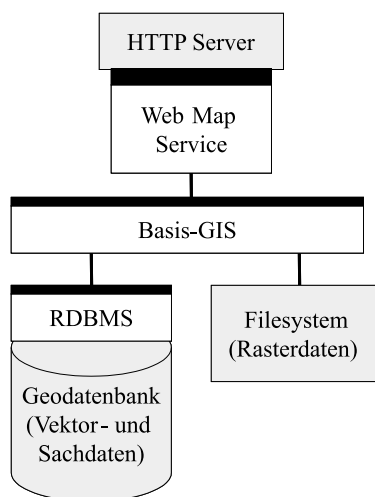 HTTP Server
Web Map
Service
Basis-GIS
RDBMS
Geodatenbank
(Vektor- und
Sachdaten)
Filesystem
(Rasterdaten)